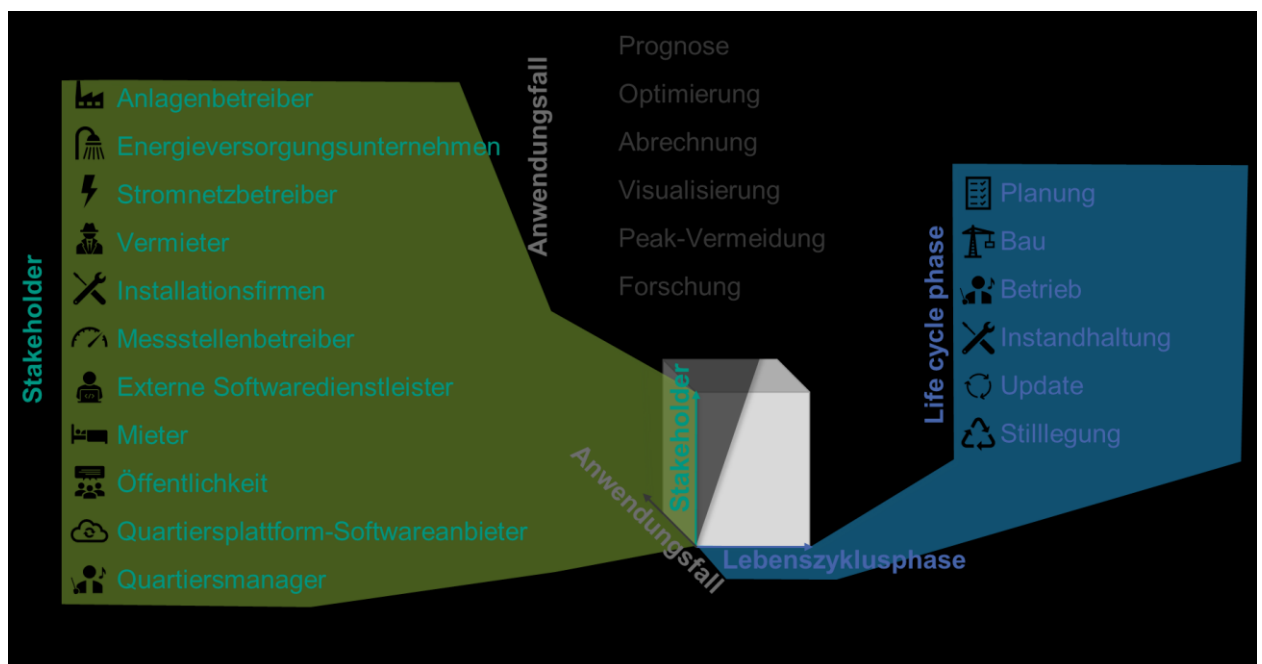 Stakeholder
Anlagenbetreiber
Energieversorgungsunternehmen
Stromnetzbetreiber
Vermieter
Installationsfirmen
Messstellenbetreiber
Externe Softwaredienstleister
Mieter
Öffentlichkeit
Quartiersplattform-Softwareanbieter
Quartiersmanager
Anwendungsfall
Prognose
Optimierung
Abrechnung
Visualisierung
Peak-Vermeidung
Forschung
Life cycle phase
Planung
Bau
Betrieb
Instandhaltung
Update
Stilllegung
Stakeholder
Anwendungsfall
Lebenszyklusphase